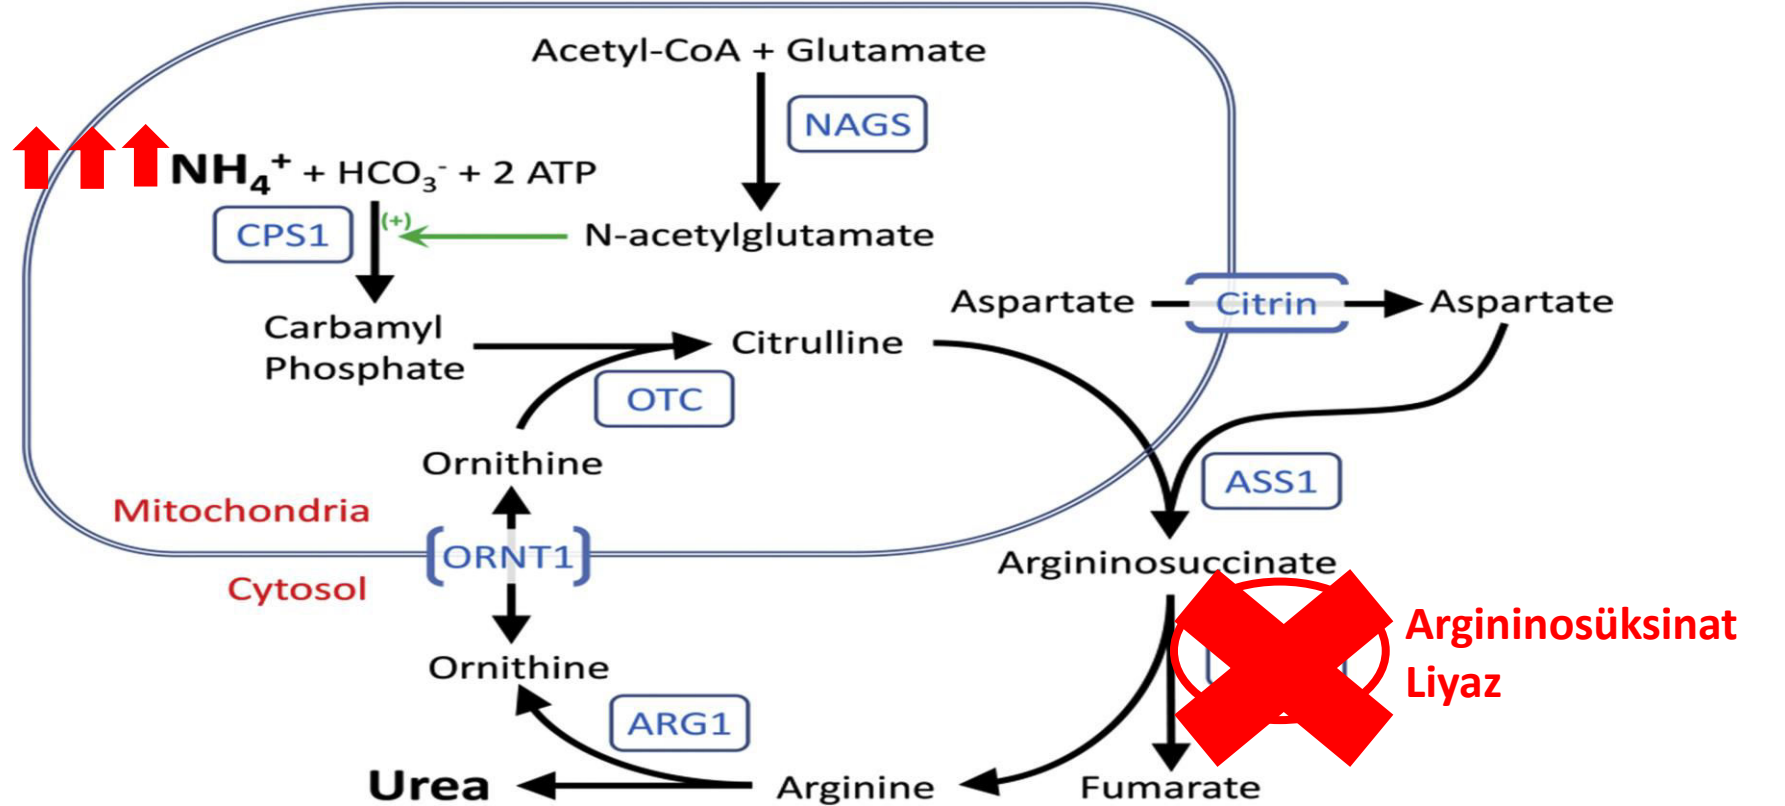 Acetyl-CoA + Glutamate
NAGS
NH₄⁺ + HCO₃⁻ + 2 ATP
CPS1
(+)
N-acetylglutamate
Aspartate
Citrin
Aspartate
Carbamyl
Phosphate
Citrulline
OTC
Ornithine
ASS1
Mitochondria
ORNT1
Cytosol
Argininosuccinate
Argininosüksinat
Liyaz
Ornithine
ARG1
Urea
Arginine
Fumarate